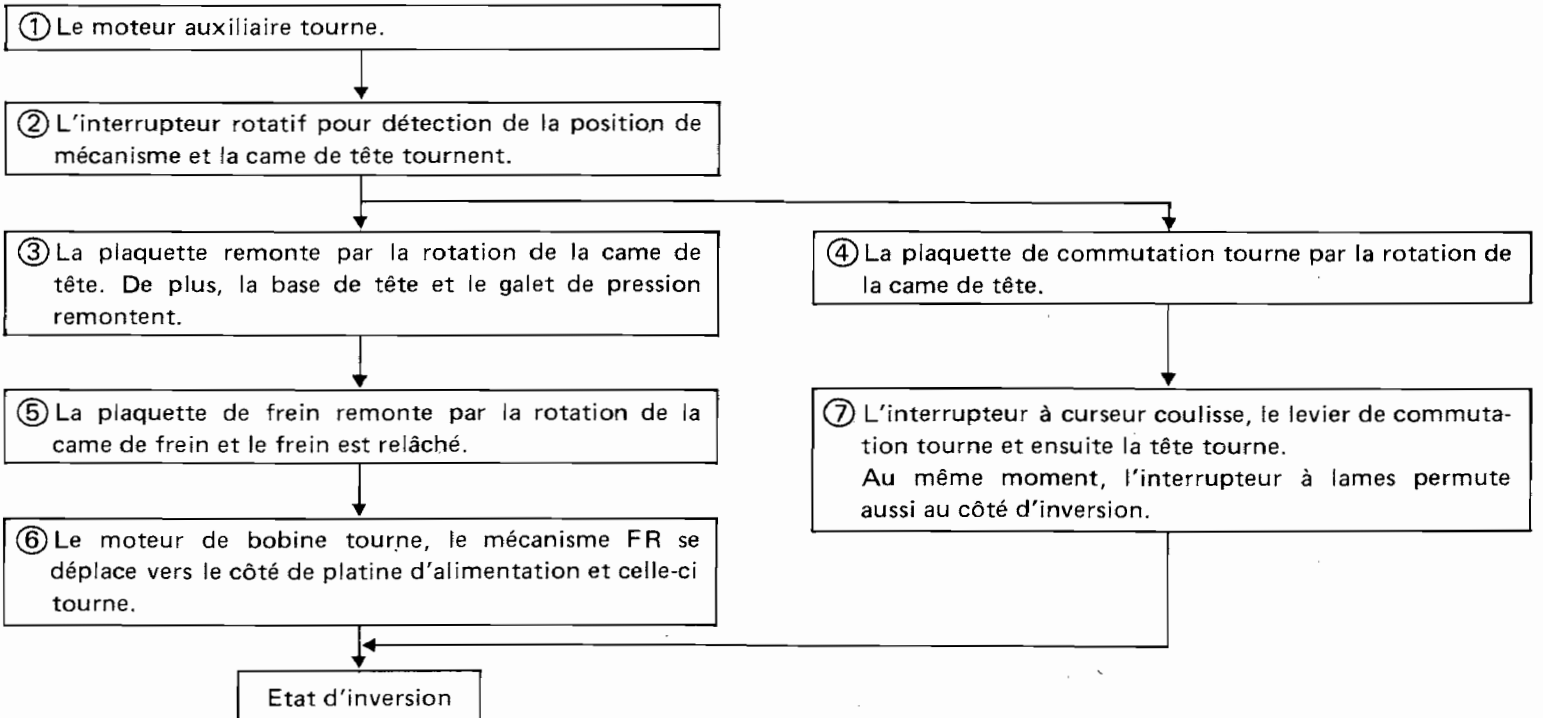 ① Le moteur auxiliaire tourne.
② L'interrupteur rotatif pour détection de la position de
mécanisme et la came de tête tournent.
③ La plaquette remonte par la rotation de la came de
tête. De plus, la base de tête et le galet de pression
remontent.
④ La plaquette de commutation tourne par la rotation de
la came de tête.
⑤ La plaquette de frein remonte par la rotation de la
came de frein et le frein est relâché.
⑦ L'interrupteur à curseur coulisse, le levier de commuta-
tion tourne et ensuite la tête tourne.
Au même moment, l'interrupteur à lames permute
aussi au côté d'inversion.
⑥ Le moteur de bobine tourne, le mécanisme FR se
déplace vers le côté de platine d'alimentation et celle-ci
tourne.
Etat d'inversion